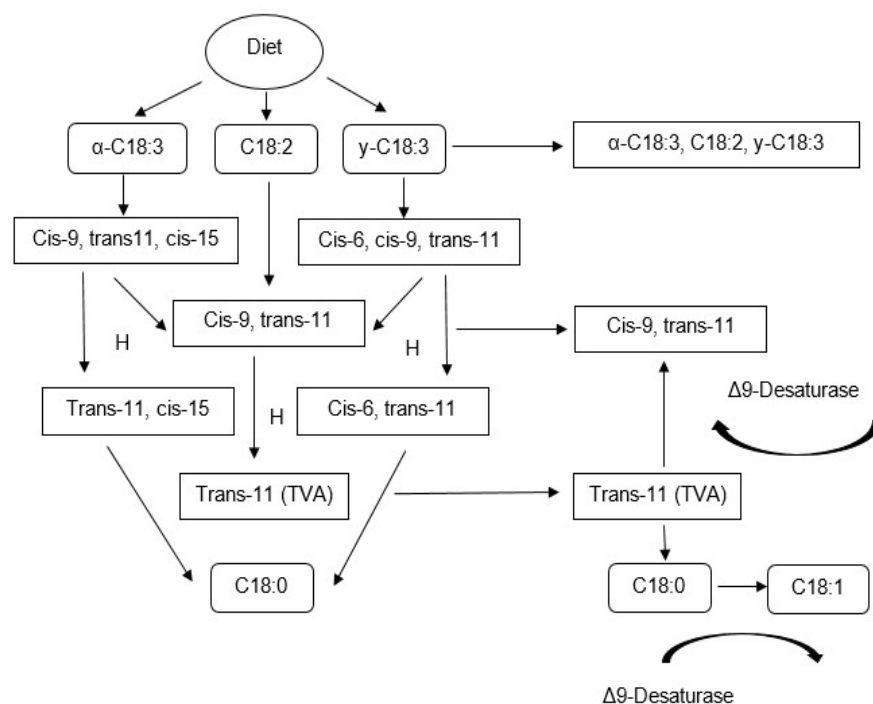 Diet
α-C18:3
C18:2
y-C18:3
α-C18:3, C18:2, y-C18:3
Cis-9, trans11, cis-15
Cis-6, cis-9, trans-11
Cis-9, trans-11
Cis-9, trans-11
H
H
Δ9-Desaturase
Trans-11, cis-15
H
Cis-6, trans-11
Trans-11 (TVA)
Trans-11 (TVA)
C18:0
C18:0
C18:1
Δ9-Desaturase